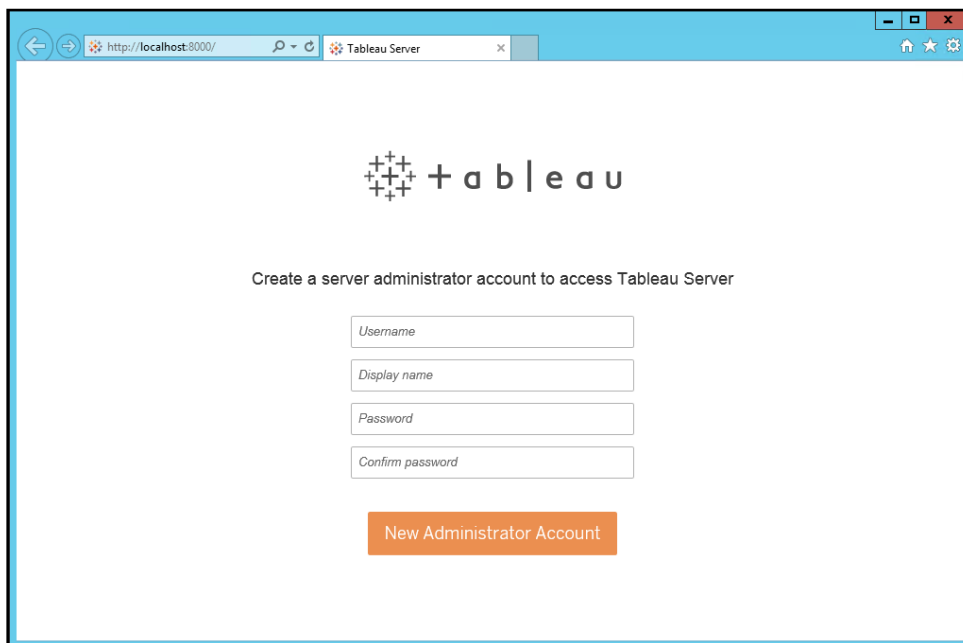 http://localhost:8000/
Tableau Server
+ a b l e a u
Create a server administrator account to access Tableau Server
Username
Display name
Password
Confirm password
New Administrator Account